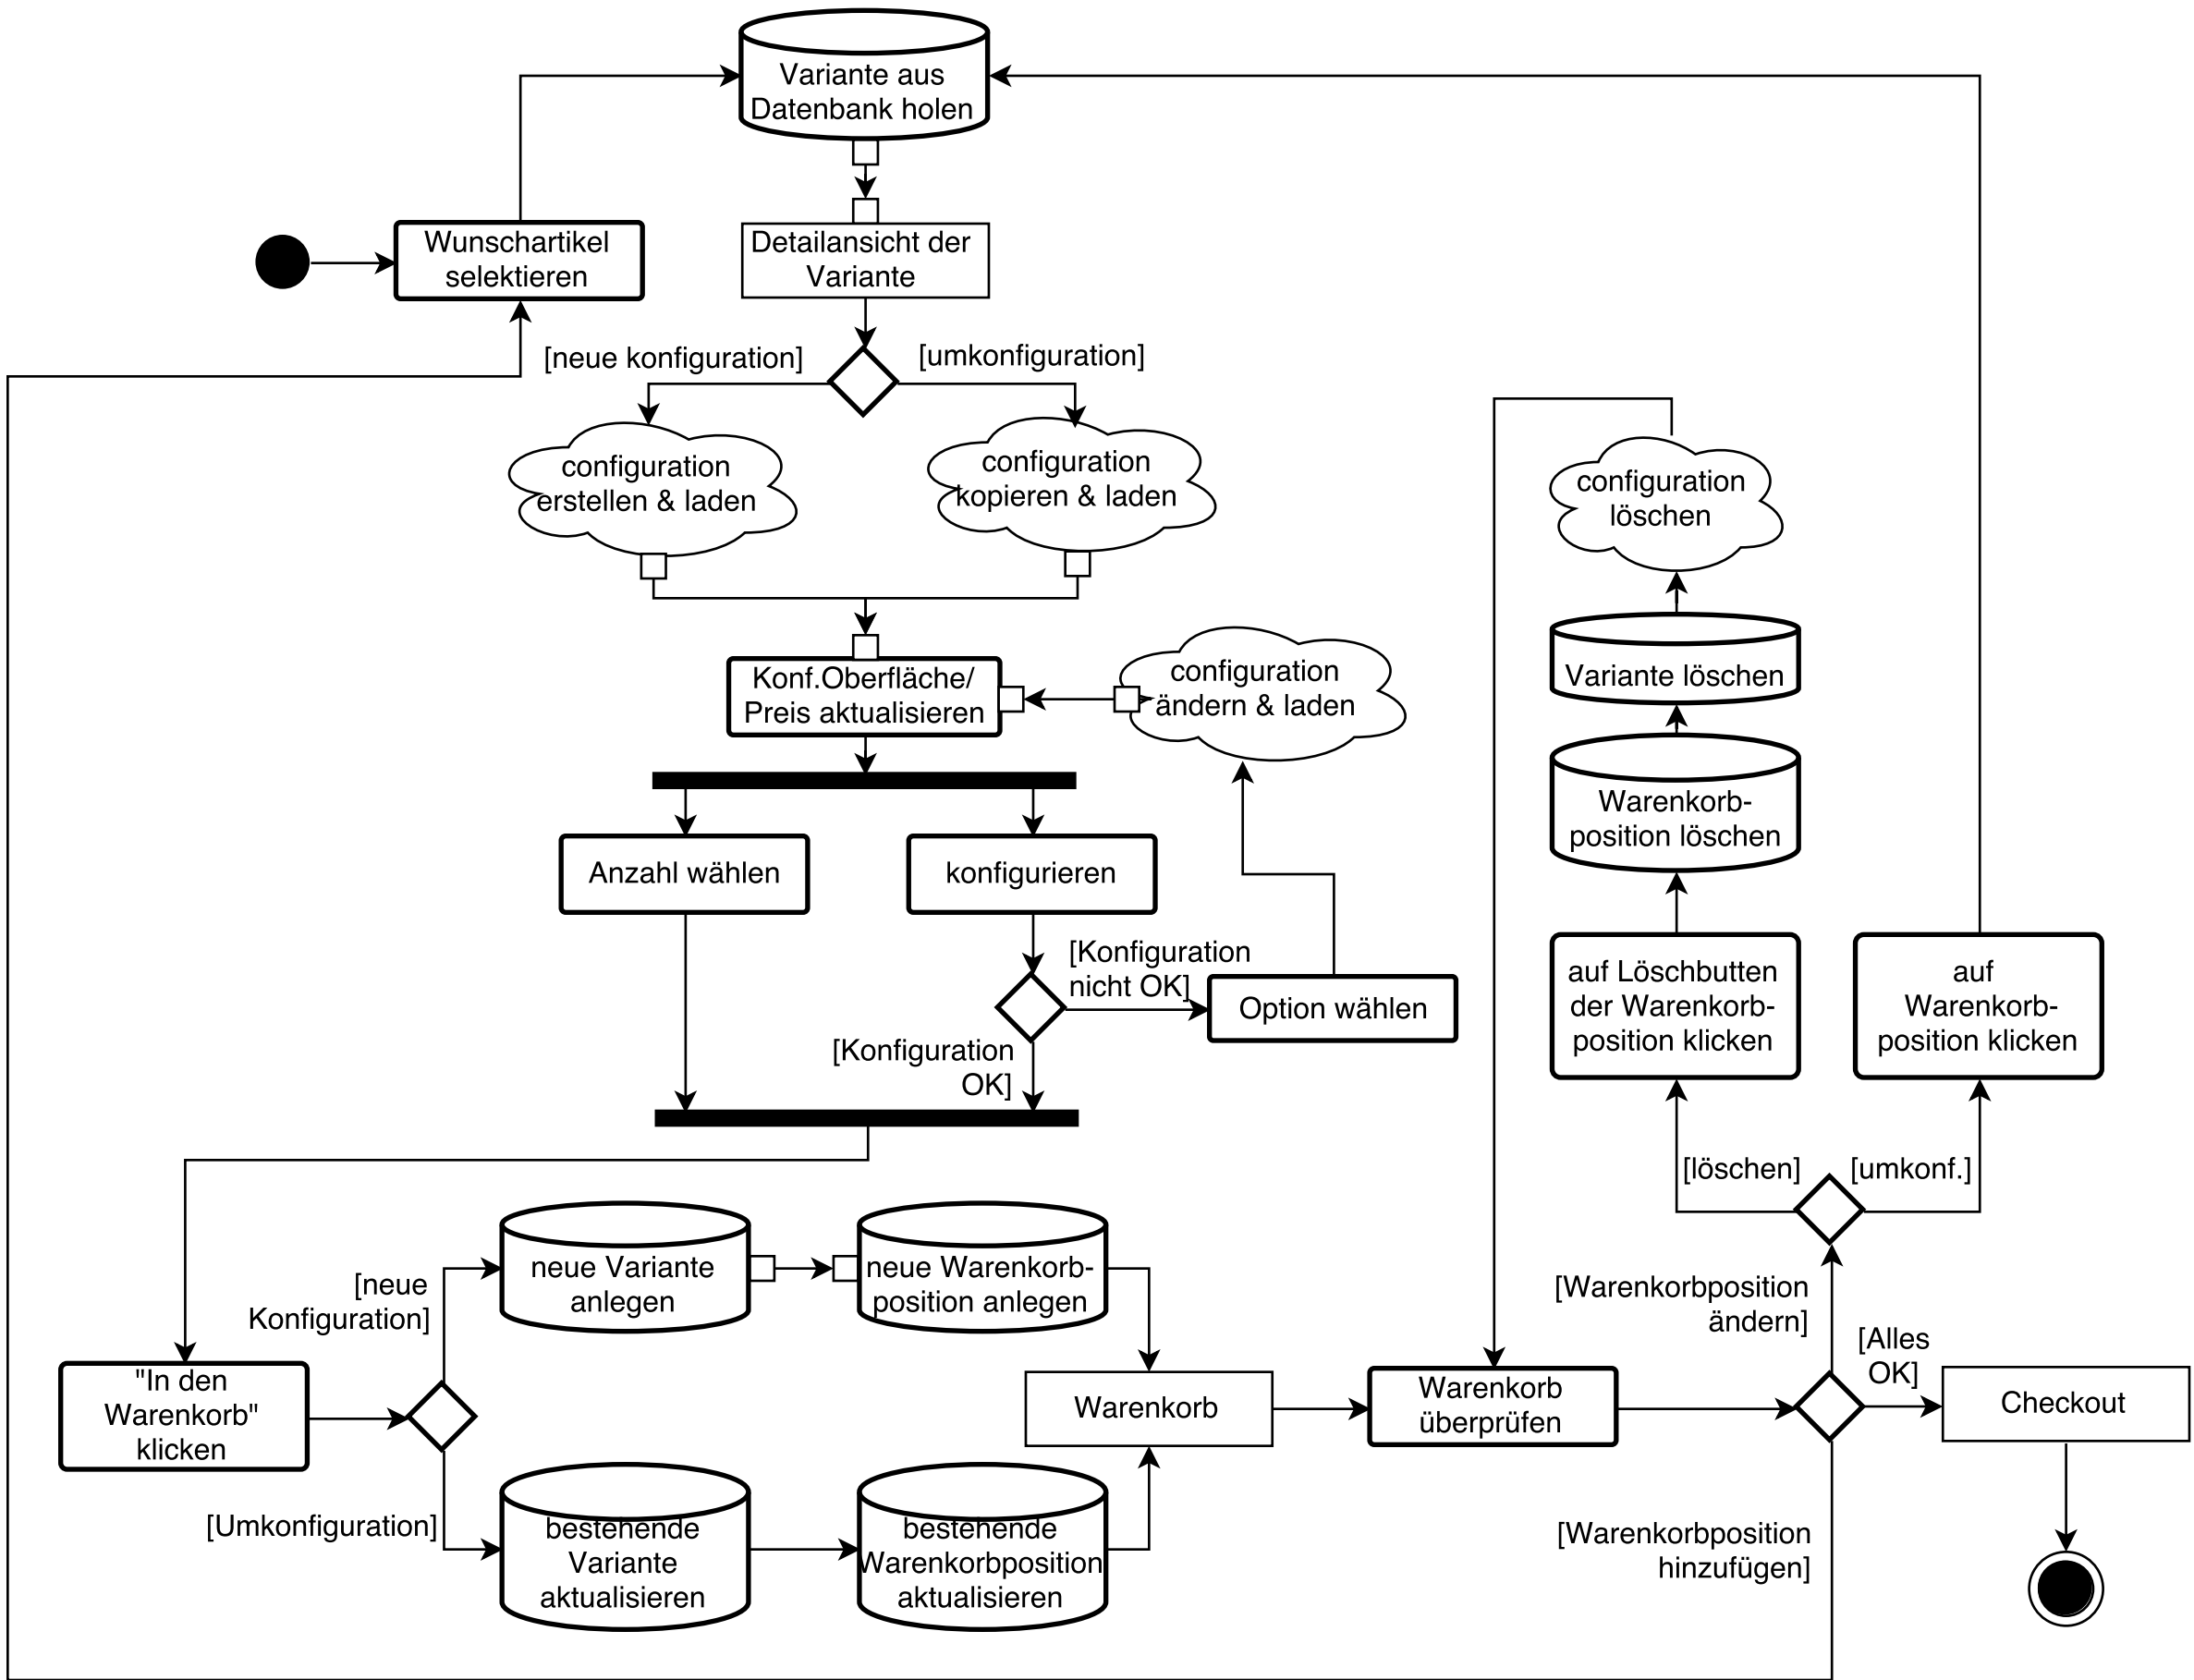 Variante aus
Datenbank holen
Wunschartikel
selektieren
Detailansicht der
Variante
[neue konfiguration]
[umkonfiguration]
configuration
erstellen & laden
configuration
kopieren & laden
configuration
löschen
Konf.Oberfläche/
Preis aktualisieren
configuration
ändern & laden
Variante löschen
Warenkorb-
position löschen
Anzahl wählen
konfigurieren
[Konfiguration
nicht OK]
Option wählen
auf Löschbutten
der Warenkorb-
position klicken
auf
Warenkorb-
position klicken
[Konfiguration
OK]
[löschen]
[umkonf.]
[neue
Konfiguration]
neue Variante
anlegen
neue Warenkorb-
position anlegen
[Warenkorbposition
ändern]
[Alles
OK]
"In den
Warenkorb"
klicken
Warenkorb
Warenkorb
überprüfen
Checkout
[Umkonfiguration]
bestehende
Variante
aktualisieren
bestehende
Warenkorbposition
aktualisieren
[Warenkorbposition
hinzufügen]